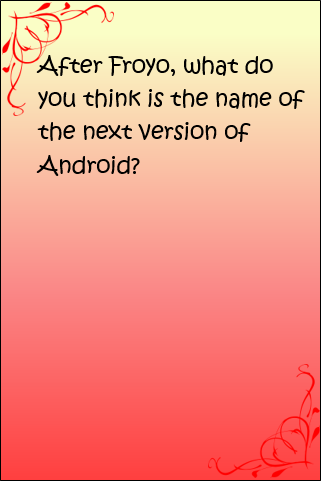 After Froyo, what do
you think is the name of
the next version of
Android?